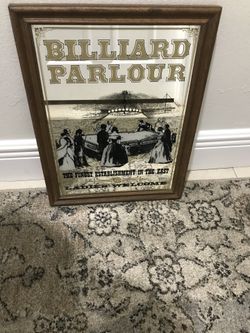 BILLIARD
PARLOUR
THE FINEST ESTABLISHMENT IN THE EAST
LADIES WELCOME